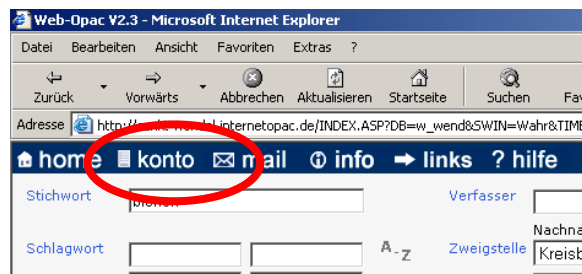 Web-Opac V2.3 - Microsoft Internet Explorer
Datei Bearbeiten Ansicht Favoriten Extras ?
Zurück Vorwärts Abbrechen Aktualisieren Startseite Suchen Fav
Adresse http internetopac.de/INDEX.ASP?DB=w_wend&SWIN=Wahr&TIME
home konto mail info links ? hilfe
Stichwort Verfasser
Nachna
Schlagwort A-Z Zweigstelle Kreisb